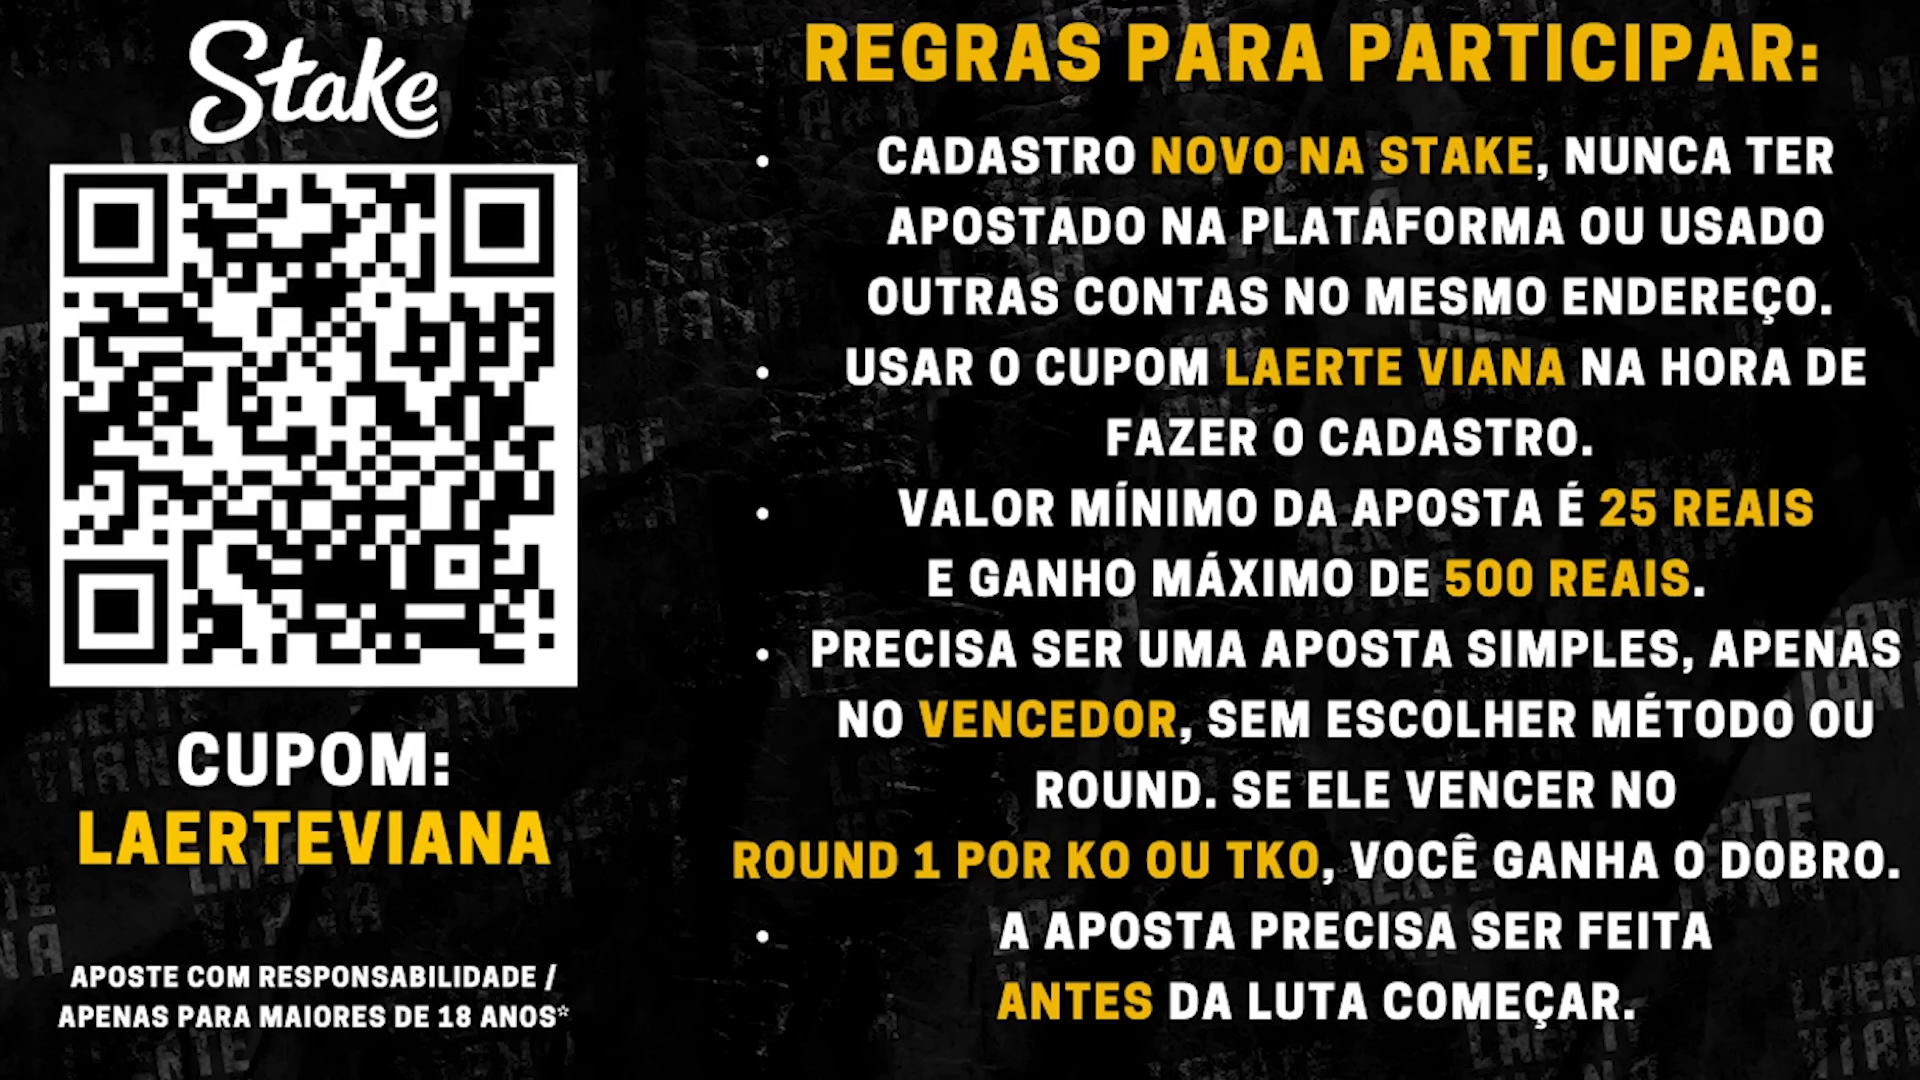 Stake
CUPOM:
LAERTEVIANA
APOSTE COM RESPONSABILIDADE /
APENAS PARA MAIORES DE 18 ANOS*
REGRAS PARA PARTICIPAR:
• CADASTRO NOVO NA STAKE, NUNCA TER
APOSTADO NA PLATAFORMA OU USADO
OUTRAS CONTAS NO MESMO ENDEREÇO.
• USAR O CUPOM LAERTE VIANA NA HORA DE
FAZER O CADASTRO.
• VALOR MÍNIMO DA APOSTA É 25 REAIS
E GANHO MÁXIMO DE 500 REAIS.
• PRECISA SER UMA APOSTA SIMPLES, APENAS
NO VENCEDOR, SEM ESCOLHER MÉTODO OU
ROUND. SE ELE VENCER NO
ROUND 1 POR KO OU TKO, VOCÊ GANHA O DOBRO.
• A APOSTA PRECISA SER FEITA
ANTES DA LUTA COMEÇAR.